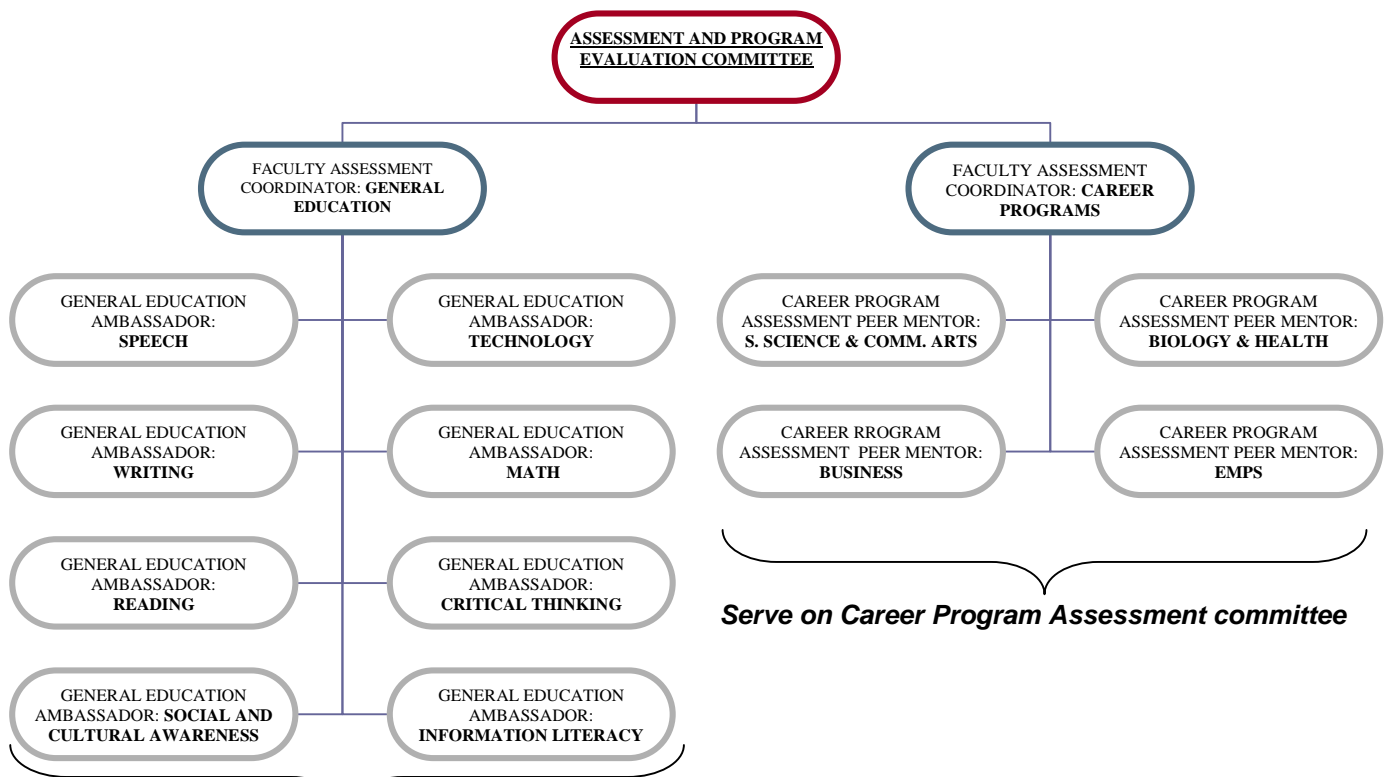 ASSESSMENT AND PROGRAM
EVALUATION COMMITTEE
FACULTY ASSESSMENT
COORDINATOR: GENERAL
EDUCATION
FACULTY ASSESSMENT
COORDINATOR: CAREER
PROGRAMS
GENERAL EDUCATION
AMBASSADOR:
SPEECH
GENERAL EDUCATION
AMBASSADOR:
TECHNOLOGY
CAREER PROGRAM
ASSESSMENT PEER MENTOR:
S. SCIENCE & COMM. ARTS
CAREER PROGRAM
ASSESSMENT PEER MENTOR:
BIOLOGY & HEALTH
GENERAL EDUCATION
AMBASSADOR:
WRITING
GENERAL EDUCATION
AMBASSADOR:
MATH
CAREER RROGRAM
ASSESSMENT PEER MENTOR:
BUSINESS
CAREER PROGRAM
ASSESSMENT PEER MENTOR:
EMPS
GENERAL EDUCATION
AMBASSADOR:
READING
GENERAL EDUCATION
AMBASSADOR:
CRITICAL THINKING
Serve on Career Program Assessment committee
GENERAL EDUCATION
AMBASSADOR: SOCIAL AND
CULTURAL AWARENESS
GENERAL EDUCATION
AMBASSADOR:
INFORMATION LITERACY